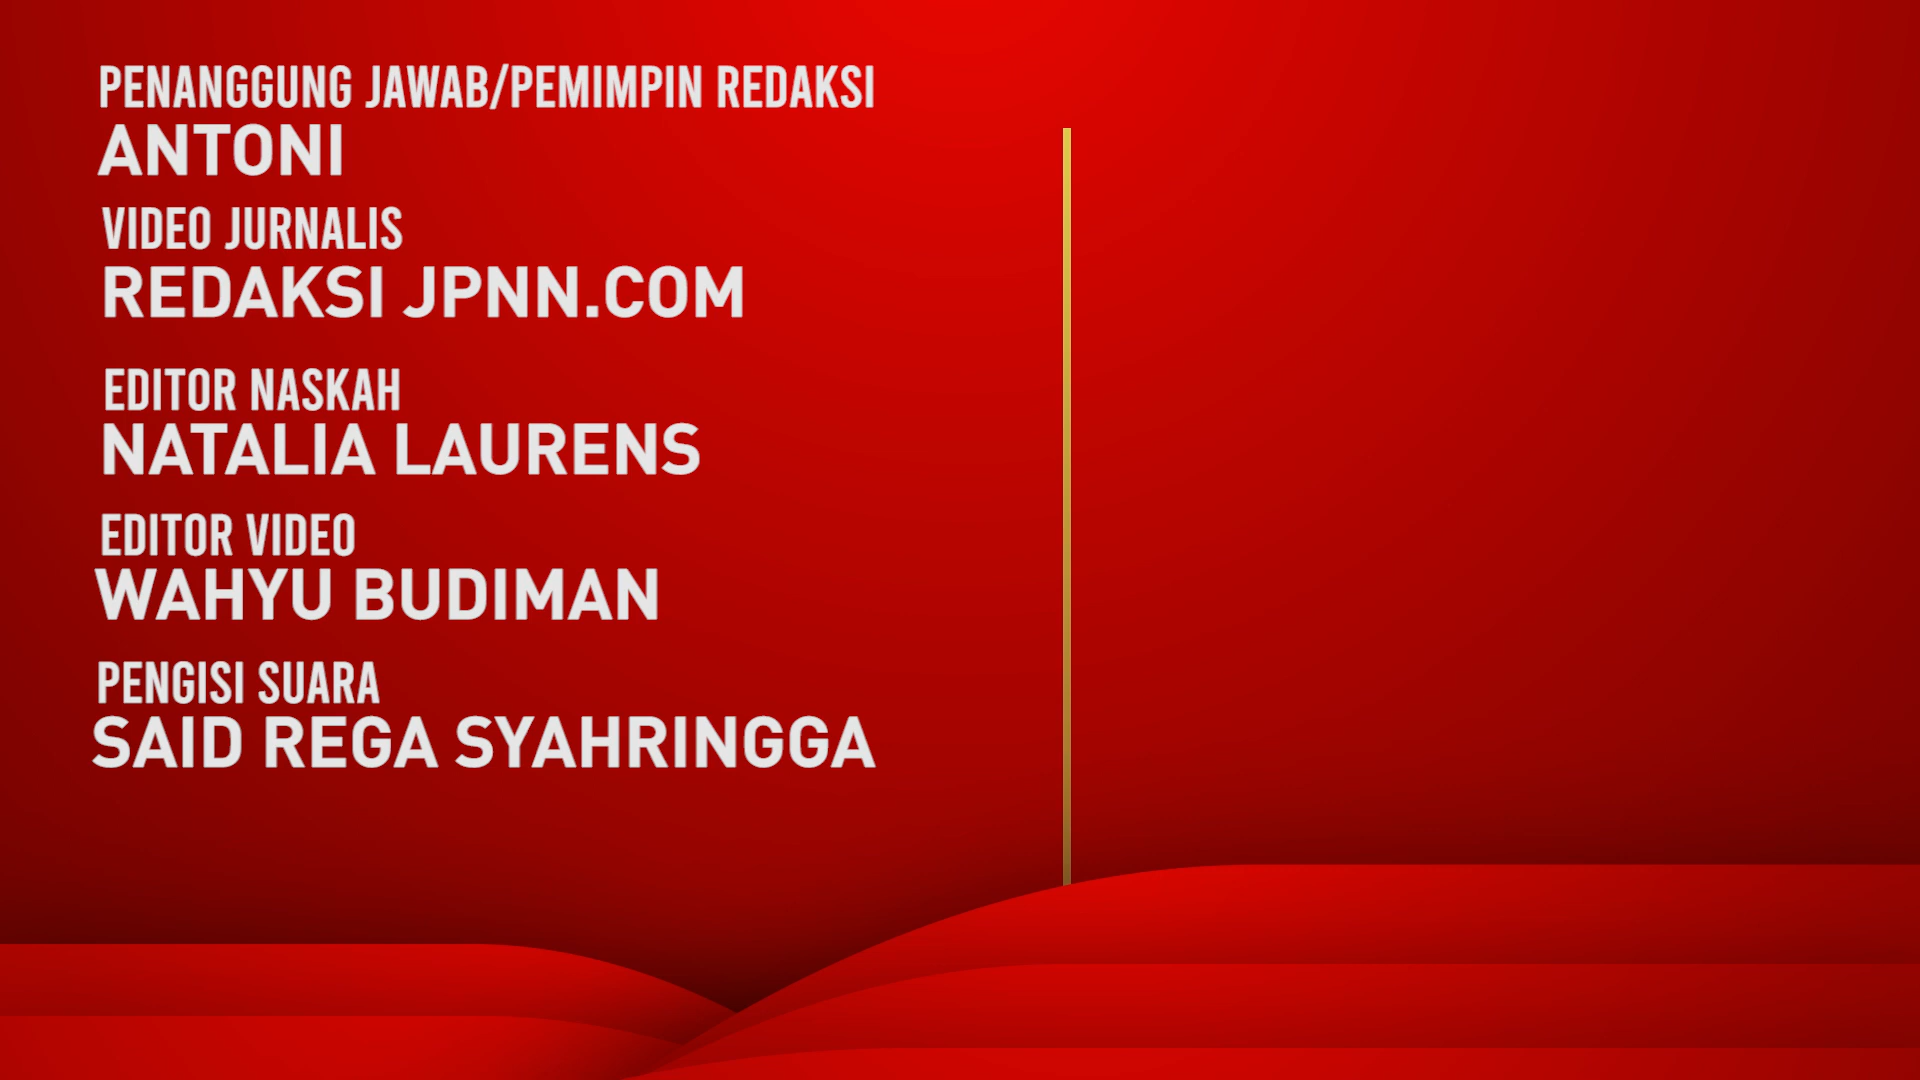 PENANGGUNG JAWAB/PEMIMPIN REDAKSI
ANTONI
VIDEO JURNALIS
REDAKSI JPNN.COM
EDITOR NASKAH
NATALIA LAURENS
EDITOR VIDEO
WAHYU BUDIMAN
PENGISI SUARA
SAID REGA SYAHRINGGA